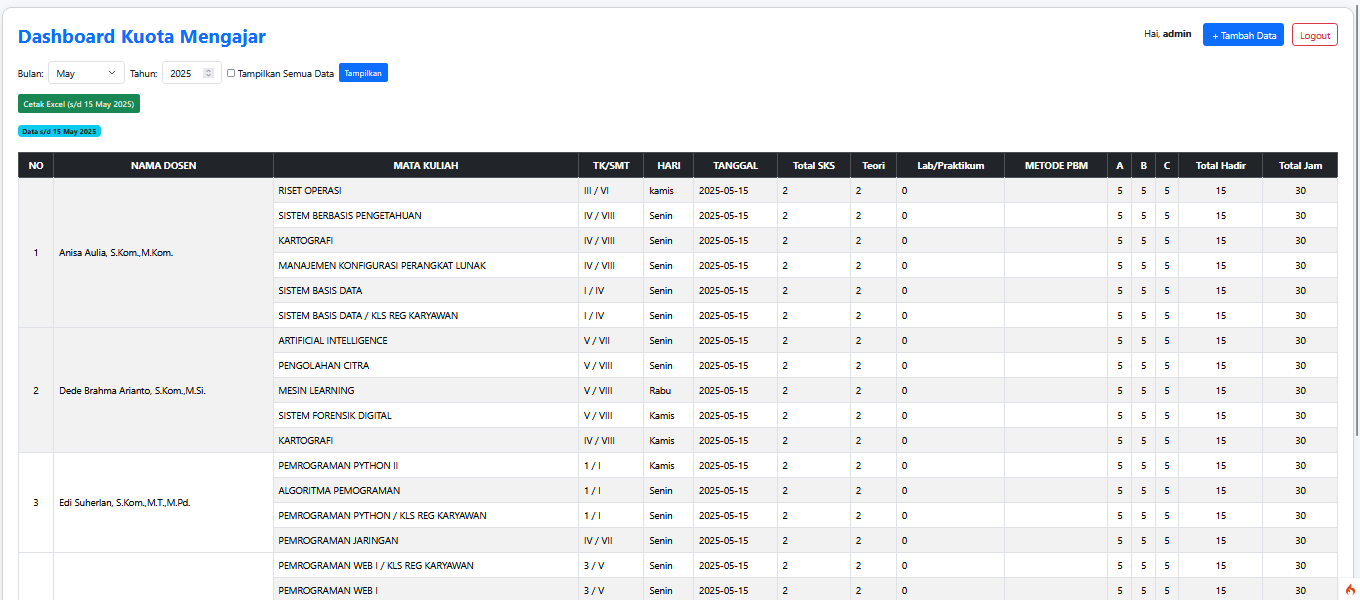 Dashboard Kuota Mengajar
Hai, admin + Tambah Data Logout
Bulan: May Tahun: 2025 Tampilkan Semua Data Tampilkan
Cetak Excel (s/d 15 May 2025)
Data s/d 15 May 2025
NO NAMA DOSEN MATA KULIAH TK/SMT HARI TANGGAL Total SKS Teori Lab/Praktikum METODE PBM A B C Total Hadir Total Jam
RISET OPERASI III / VI kamis 2025-05-15 2 2 0 5 5 5 15 30
SISTEM BERBASIS PENGETAHUAN IV / VIII Senin 2025-05-15 2 2 0 5 5 5 15 30
KARTOGRAFI IV / VIII Senin 2025-05-15 2 2 0 5 5 5 15 30
1 Anisa Aulia, S.Kom.,M.Kom.
MANAJEMEN KONFIGURASI PERANGKAT LUNAK IV / VIII Senin 2025-05-15 2 2 0 5 5 5 15 30
SISTEM BASIS DATA I / IV Senin 2025-05-15 2 2 0 5 5 5 15 30
SISTEM BASIS DATA / KLS REG KARYAWAN I / IV Senin 2025-05-15 2 2 0 5 5 5 15 30
ARTIFICIAL INTELLIGENCE V / VII Senin 2025-05-15 2 2 0 5 5 5 15 30
PENGOLAHAN CITRA V / VIII Senin 2025-05-15 2 2 0 5 5 5 15 30
2 Dede Brahma Arianto, S.Kom.,M.Si. MESIN LEARNING V / VIII Rabu 2025-05-15 2 2 0 5 5 5 15 30
SISTEM FORENSIK DIGITAL V / VIII Kamis 2025-05-15 2 2 0 5 5 5 15 30
KARTOGRAFI IV / VIII Kamis 2025-05-15 2 2 0 5 5 5 15 30
PEMROGRAMAN PYTHON II 1 / I Kamis 2025-05-15 2 2 0 5 5 5 15 30
ALGORITMA PEMOGRAMAN 1 / I Senin 2025-05-15 2 2 0 5 5 5 15 30
3 Edi Suherlan, S.Kom.,M.T.,M.Pd.
PEMROGRAMAN PYTHON / KLS REG KARYAWAN 1 / I Senin 2025-05-15 2 2 0 5 5 5 15 30
PEMROGRAMAN JARINGAN IV / VII Senin 2025-05-15 2 2 0 5 5 5 15 30
PEMROGRAMAN WEB I / KLS REG KARYAWAN 3 / V Senin 2025-05-15 2 2 0 5 5 5 15 30
PEMROGRAMAN WEB I 3 / V Senin 2025-05-15 2 2 0 5 5 5 15 30